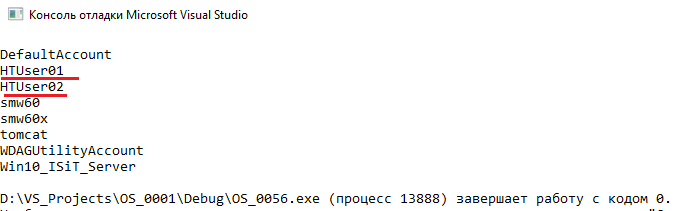 Консоль отладки Microsoft Visual Studio
DefaultAccount
HTUser01
HTUser02
smw60
smw60x
tomcat
WDAGUtilityAccount
Win10_ISiT_Server
D:\VS_Projects\OS_0001\Debug\OS_0056.exe (процесс 13888) завершает работу с кодом 0.